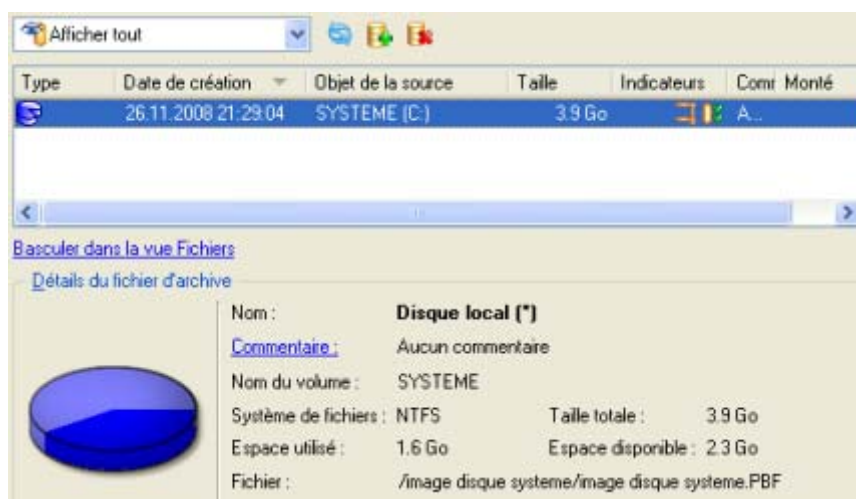 Afficher tout
Type Date de création Objet de la source Taille Indicateurs Comr Monté
26.11.2008 21:29:04 SYSTEME (C:) 3.9 Go A...
Basculer dans la vue Fichiers
Détails du fichier d'archive
Nom : Disque local (*)
Commentaire : Aucun commentaire
Nom du volume : SYSTEME
Système de fichiers : NTFS Taille totale : 3.9 Go
Espace utilisé : 1.6 Go Espace disponible : 2.3 Go
Fichier : /image disque systeme/image disque systeme.PBF